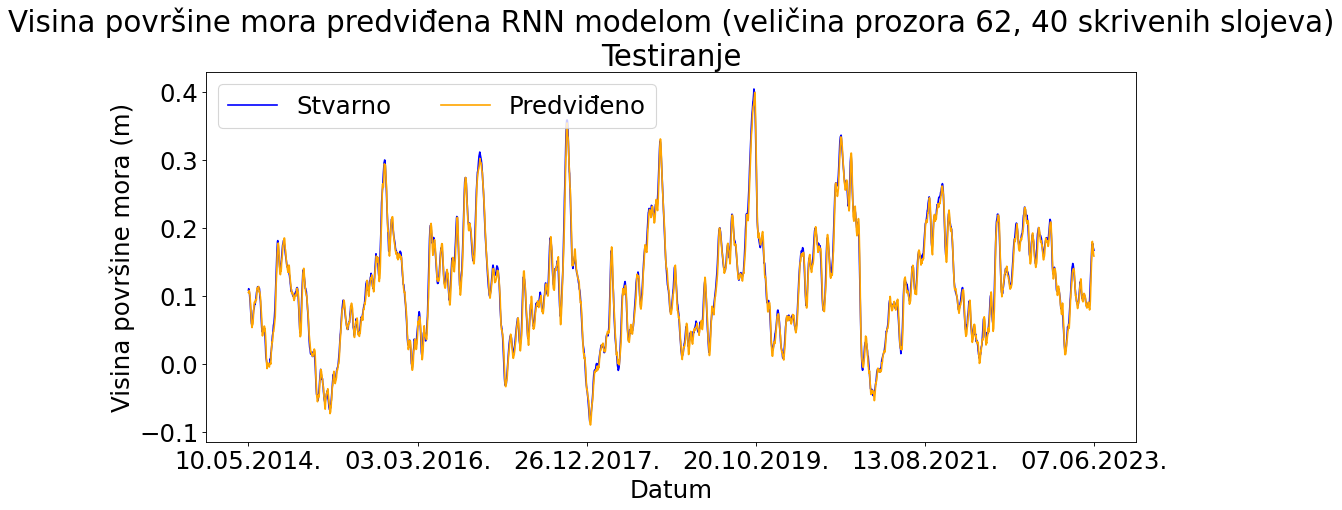 Visina površine mora predviđena RNN modelom (veličina prozora 62, 40 skrivenih slojeva)
Testiranje
Stvarno Predviđeno
Visina površine mora (m)
0.4
0.3
0.2
0.1
0.0
−0.1
10.05.2014. 03.03.2016. 26.12.2017. 20.10.2019. 13.08.2021. 07.06.2023.
Datum